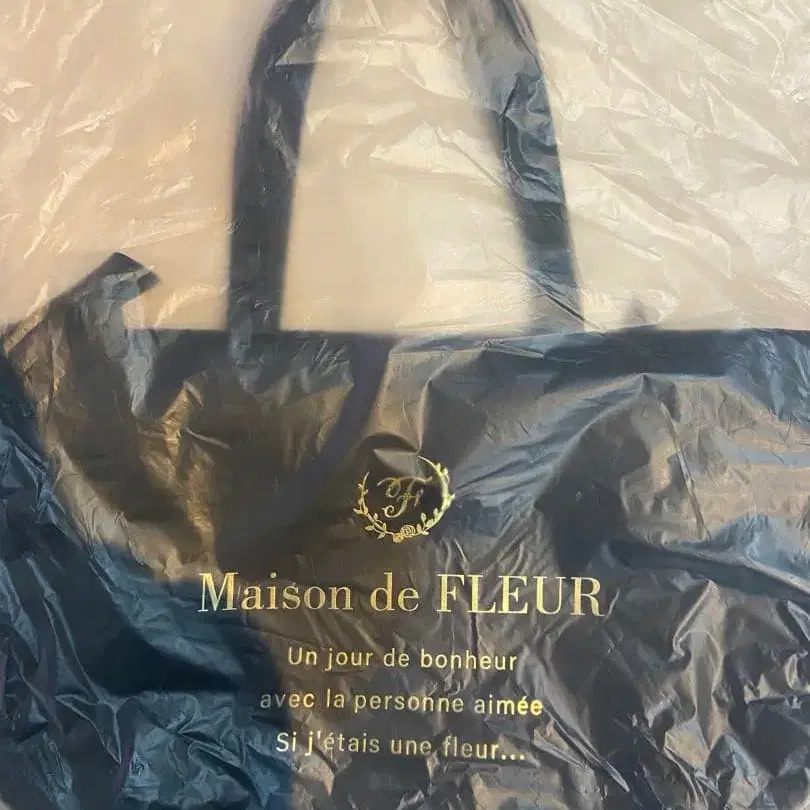 F
Maison de FLEUR
Un jour de bonheur
avec la personne aimée
Si j'étais une fleur...